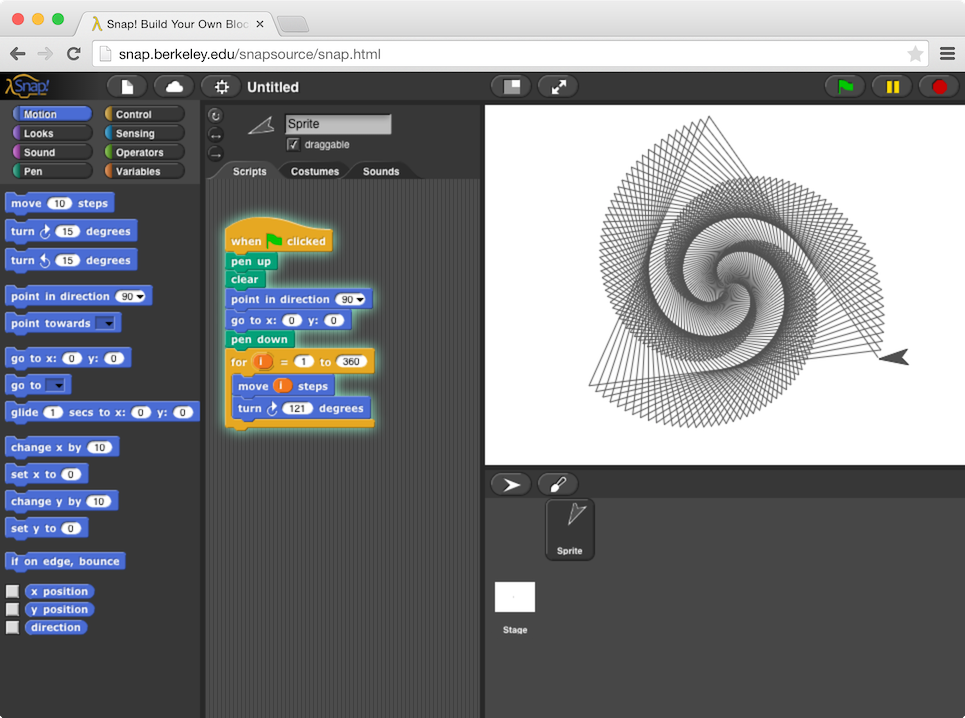 Snap! Build Your Own Bloc
snap.berkeley.edu/snapsource/snap.html
Snap!
Untitled
Motion
Control
Looks
Sensing
Sound
Operators
Pen
Variables
move 10 steps
turn 15 degrees
turn 15 degrees
point in direction 90
point towards
go to x: 0 y: 0
go to
glide 1 secs to x: 0 y: 0
change x by 10
set x to 0
change y by 10
set y to 0
if on edge, bounce
x position
y position
direction
Sprite
draggable
Scripts
Costumes
Sounds
when clicked
pen up
clear
point in direction 90
go to x: 0 y: 0
pen down
for i = 1 to 360
move i steps
turn 121 degrees
Sprite
Stage